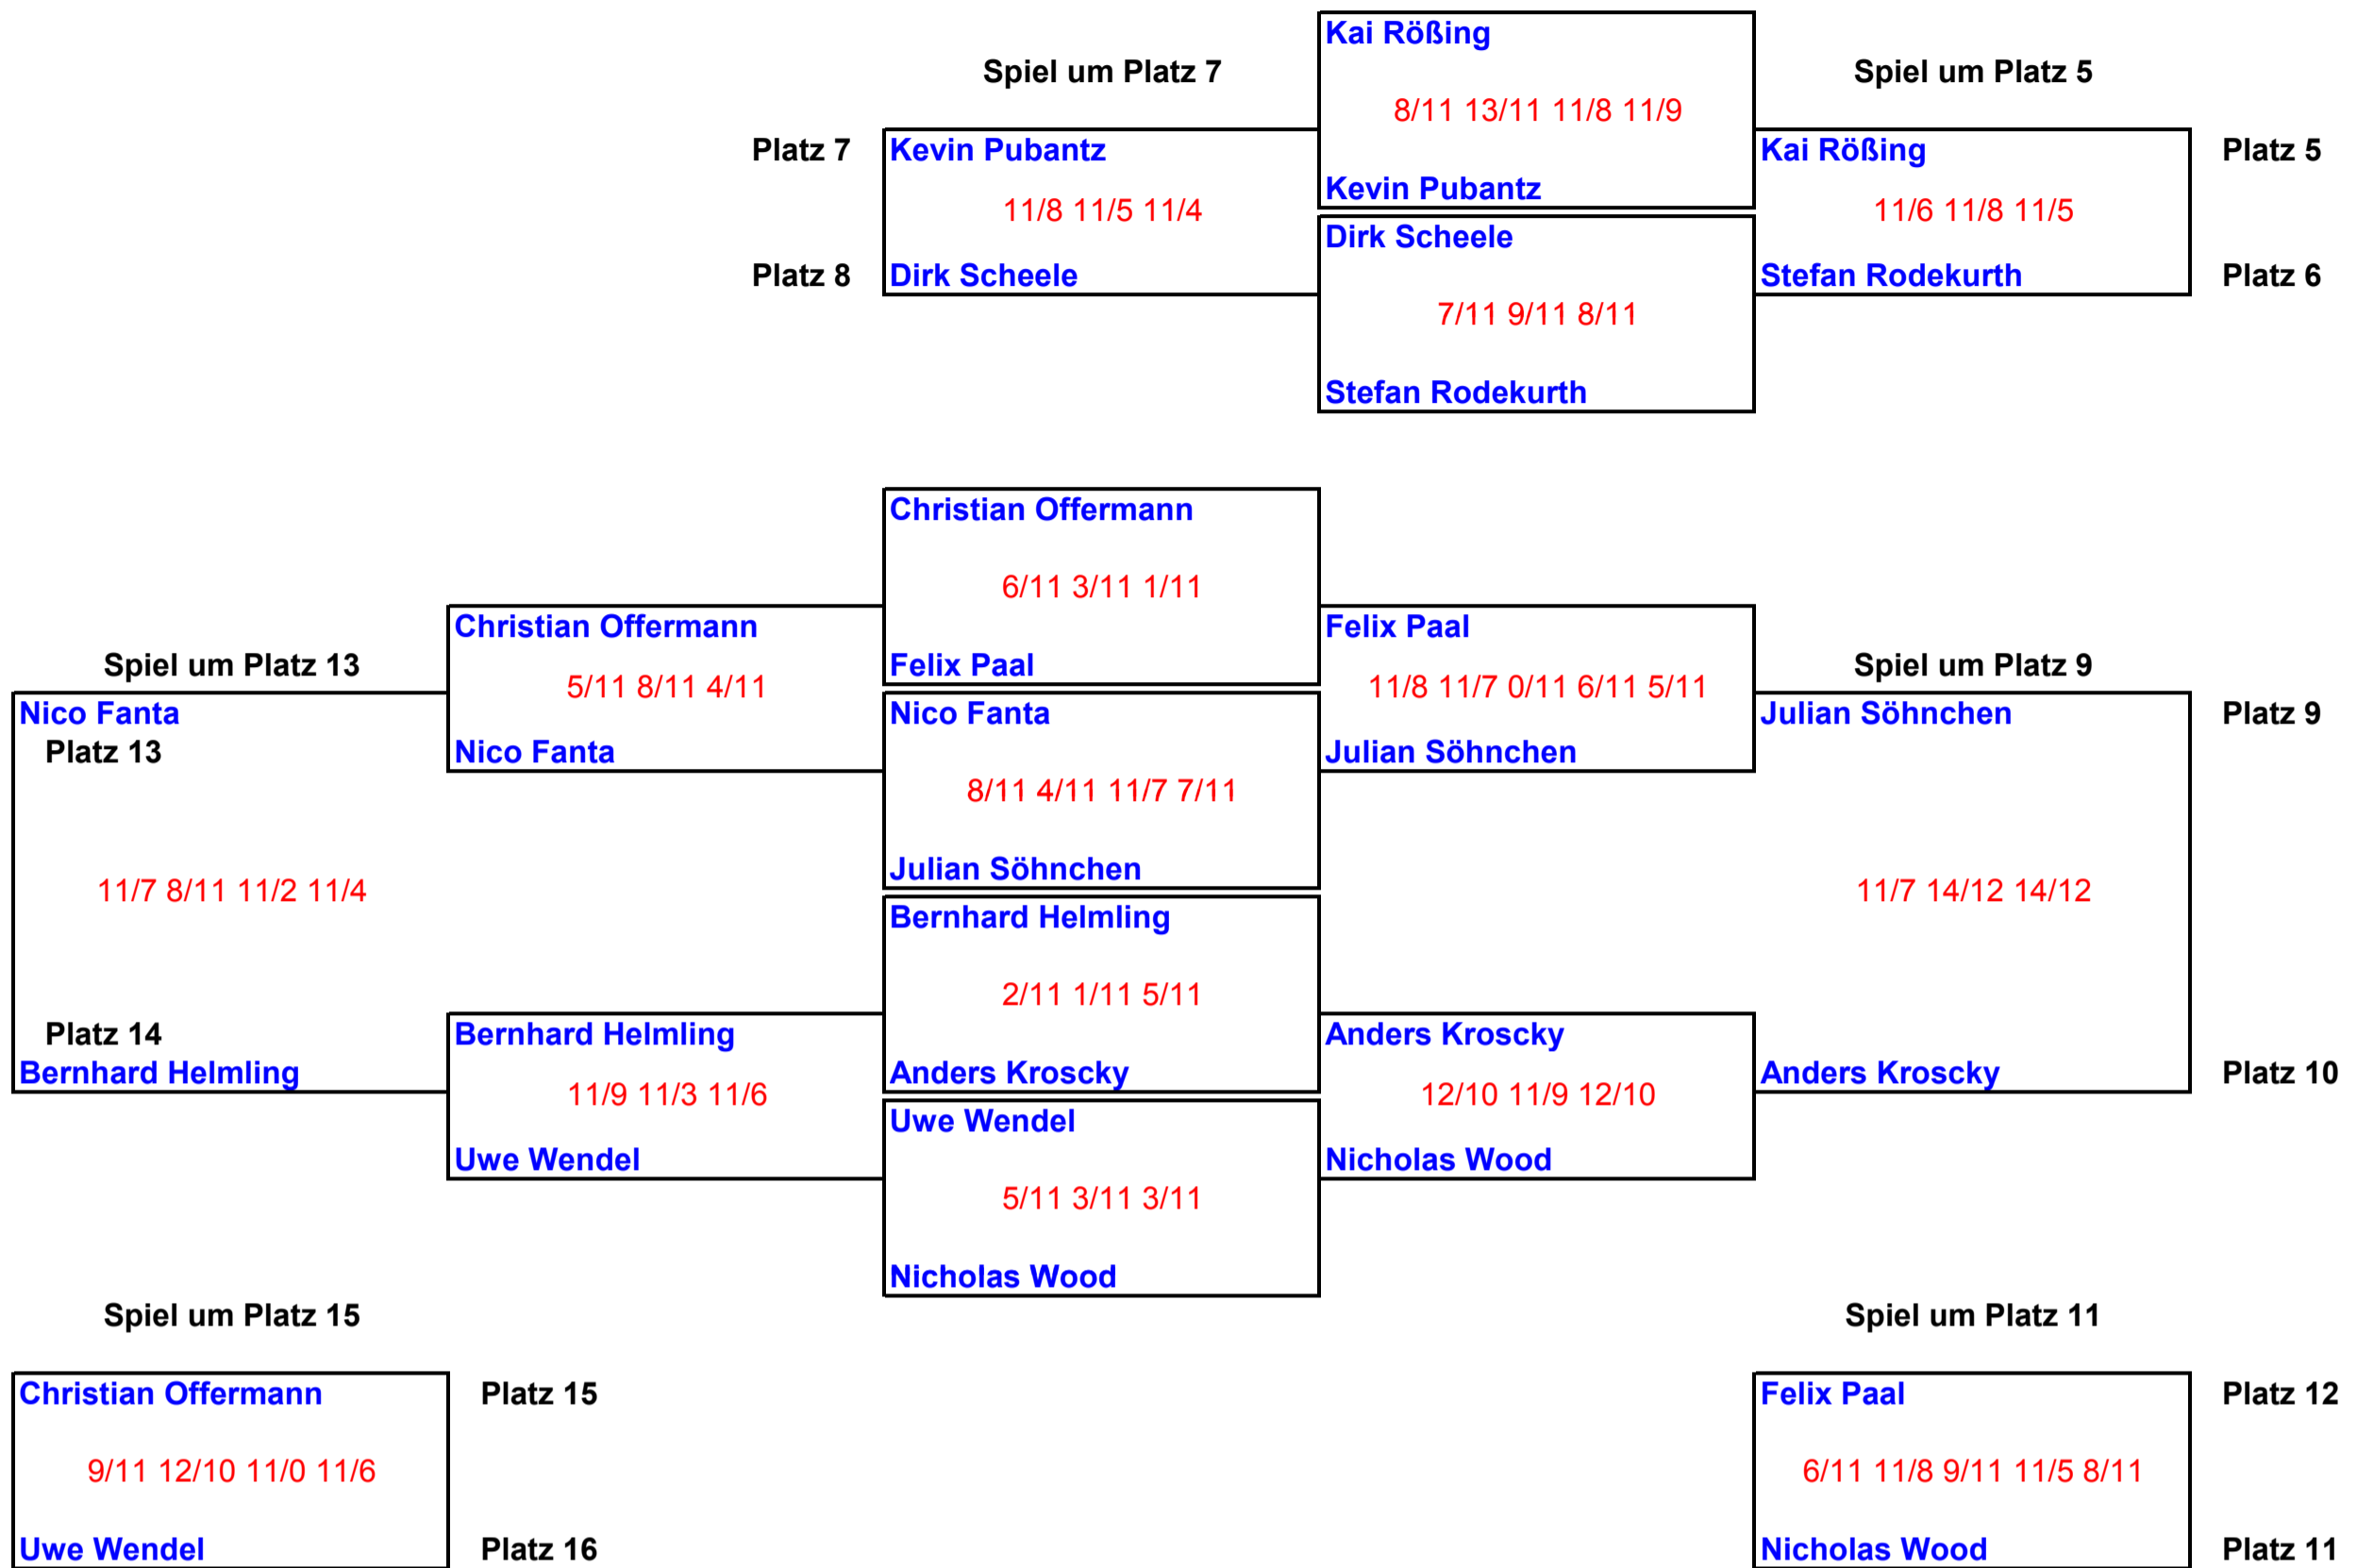 Kai Rößing
Spiel um Platz 7
Spiel um Platz 5
8/11 13/11 11/8 11/9
Platz 7
Kevin Pubantz
Kai Rößing
Platz 5
Kevin Pubantz
11/8 11/5 11/4
11/6 11/8 11/5
Dirk Scheele
Platz 8
Dirk Scheele
Stefan Rodekurth
Platz 6
7/11 9/11 8/11
Stefan Rodekurth
Christian Offermann
6/11 3/11 1/11
Christian Offermann
Felix Paal
Spiel um Platz 13
Felix Paal
Spiel um Platz 9
5/11 8/11 4/11
11/8 11/7 0/11 6/11 5/11
Nico Fanta
Nico Fanta
Julian Söhnchen
Platz 9
Platz 13
Nico Fanta
Julian Söhnchen
8/11 4/11 11/7 7/11
Julian Söhnchen
11/7 8/11 11/2 11/4
11/7 14/12 14/12
Bernhard Helmling
2/11 1/11 5/11
Platz 14
Bernhard Helmling
Anders Kroscky
Bernhard Helmling
Anders Kroscky
Anders Kroscky
Platz 10
11/9 11/3 11/6
12/10 11/9 12/10
Uwe Wendel
Uwe Wendel
Nicholas Wood
5/11 3/11 3/11
Nicholas Wood
Spiel um Platz 15
Spiel um Platz 11
Christian Offermann
Platz 15
Felix Paal
Platz 12
9/11 12/10 11/0 11/6
6/11 11/8 9/11 11/5 8/11
Uwe Wendel
Platz 16
Nicholas Wood
Platz 11